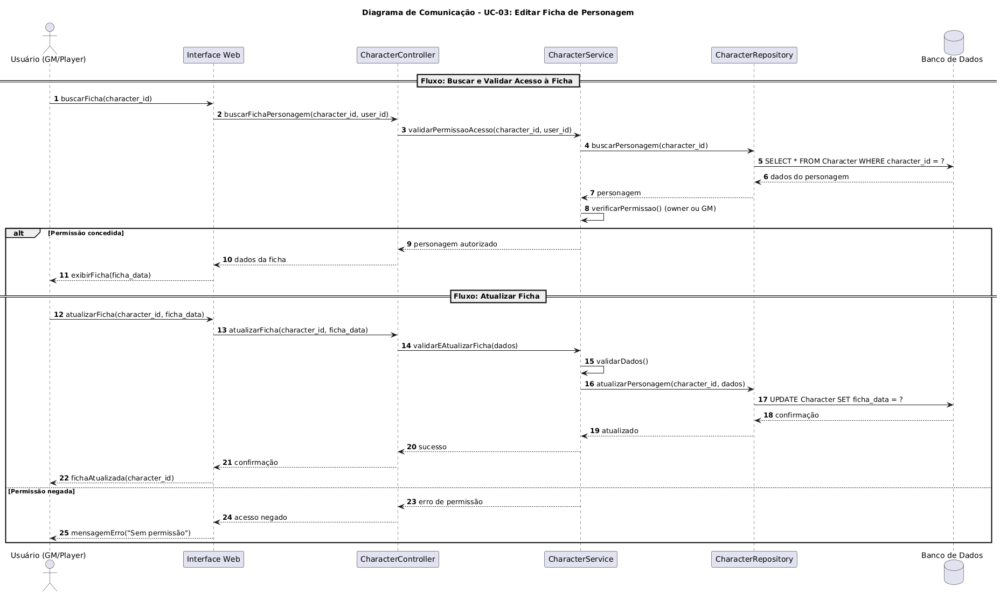 Diagrama de Comunicação - UC-03: Editar Ficha de Personagem
Usuário (GM/Player)
Interface Web
CharacterController
CharacterService
CharacterRepository
Banco de Dados
Fluxo: Buscar e Validar Acesso à Ficha
1 buscarFicha(character_id)
2 buscarFichaPersonagem(character_id, user_id)
3 validarPermissaoAcesso(character_id, user_id)
4 buscarPersonagem(character_id)
5 SELECT * FROM Character WHERE character_id = ?
6 dados do personagem
7 personagem
8 verificarPermissao() (owner ou GM)
alt [Permissão concedida]
9 personagem autorizado
10 dados da ficha
11 exibirFicha(ficha_data)
Fluxo: Atualizar Ficha
12 atualizarFicha(character_id, ficha_data)
13 atualizarFicha(character_id, ficha_data)
14 validarEAtualizarFicha(dados)
15 validarDados()
16 atualizarPersonagem(character_id, dados)
17 UPDATE Character SET ficha_data = ?
18 confirmação
19 atualizado
20 sucesso
21 confirmação
22 fichaAtualizada(character_id)
[Permissão negada]
23 erro de permissão
24 acesso negado
25 mensagemErro("Sem permissão")
Usuário (GM/Player)
Interface Web
CharacterController
CharacterService
CharacterRepository
Banco de Dados